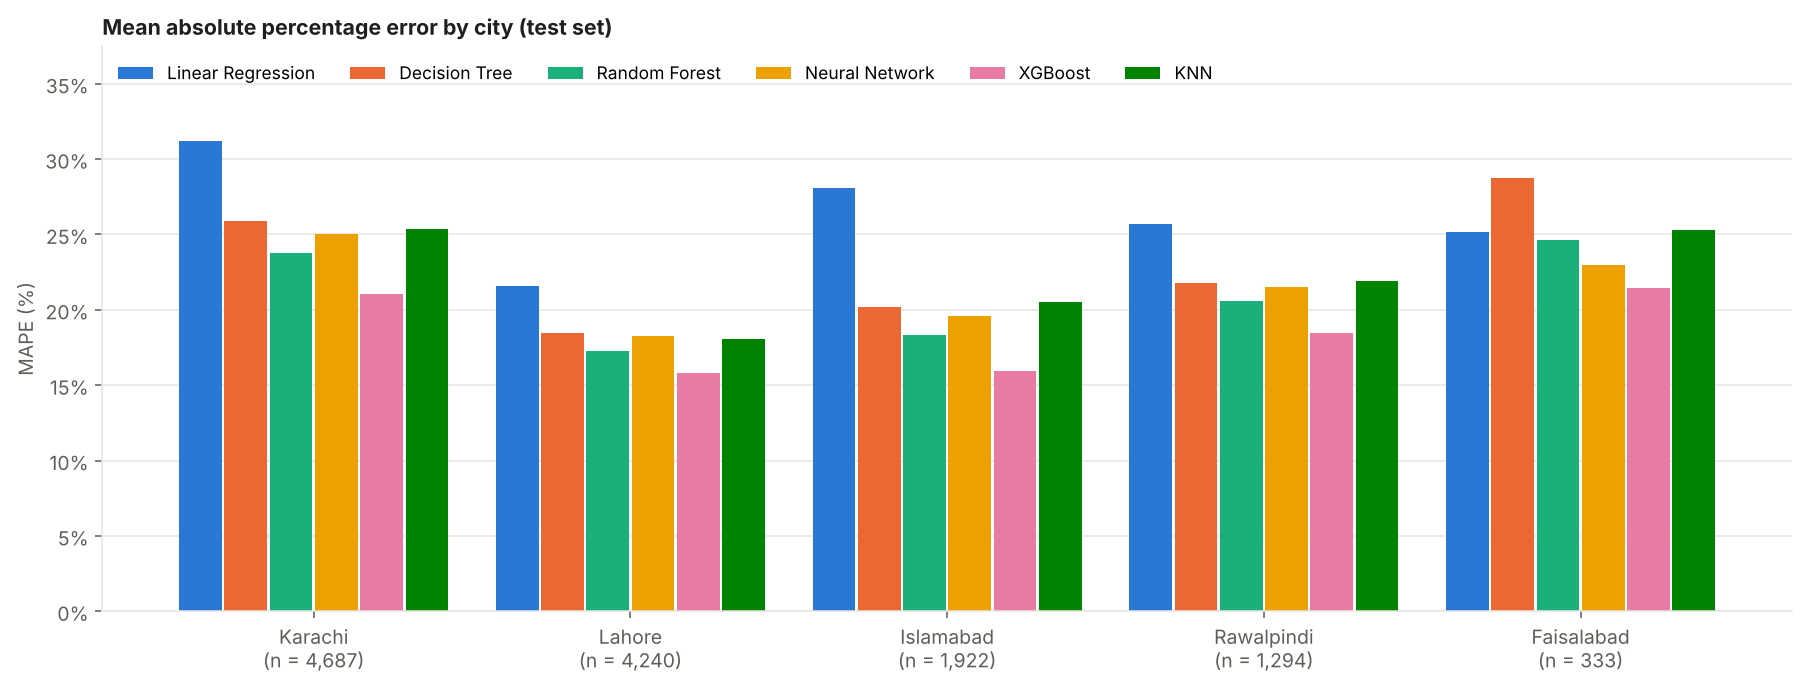 Mean absolute percentage error by city (test set)
Linear Regression Decision Tree Random Forest Neural Network XGBoost KNN
MAPE (%)
35%
30%
25%
20%
15%
10%
5%
0%
Karachi Lahore Islamabad Rawalpindi Faisalabad
(n = 4,687) (n = 4,240) (n = 1,922) (n = 1,294) (n = 333)